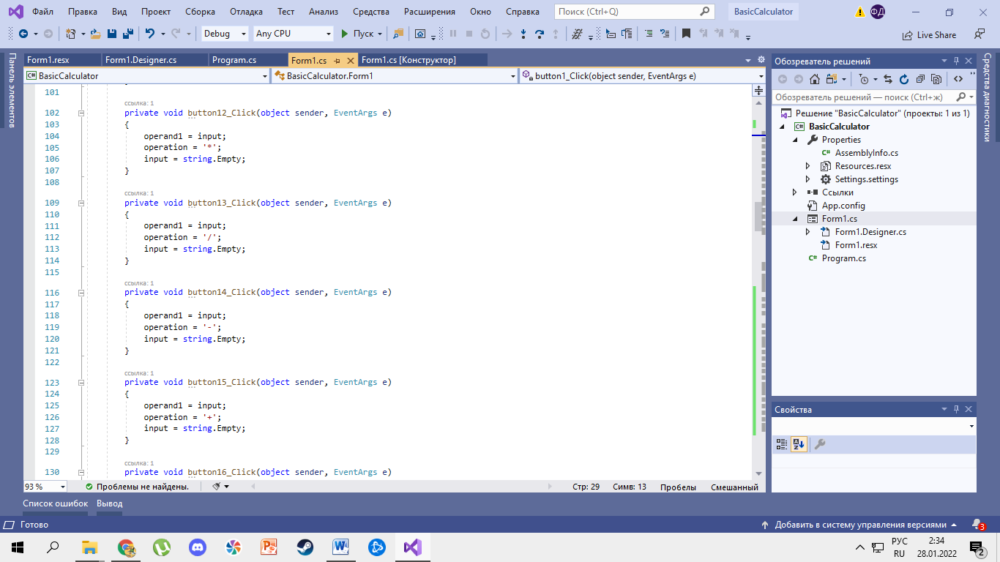 Файл Правка Вид Проект Сборка Отладка Тест Анализ Средства Расширения Окно Справка Поиск (Ctrl+Q) BasicCalculator ФД
Debug Any CPU Пуск Live Share
Панель элементов
Form1.resx Form1.Designer.cs Program.cs Form1.cs Form1.cs [Конструктор]
BasicCalculator BasicCalculator.Form1 button1_Click(object sender, EventArgs e)
101
ссылка: 1
102 private void button12_Click(object sender, EventArgs e)
103 {
104 operand1 = input;
105 operation = '*';
106 input = string.Empty;
107 }
108
ссылка: 1
109 private void button13_Click(object sender, EventArgs e)
110 {
111 operand1 = input;
112 operation = '/';
113 input = string.Empty;
114 }
115
ссылка: 1
116 private void button14_Click(object sender, EventArgs e)
117 {
118 operand1 = input;
119 operation = '-';
120 input = string.Empty;
121 }
122
ссылка: 1
123 private void button15_Click(object sender, EventArgs e)
124 {
125 operand1 = input;
126 operation = '+';
127 input = string.Empty;
128 }
129
ссылка: 1
130 private void button16_Click(object sender, EventArgs e)
93 % Проблемы не найдены. Стр: 29 Симв: 13 Пробелы Смешанный
Обозреватель решений
Обозреватель решений — поиск (Ctrl+ж)
Решение "BasicCalculator" (проекты: 1 из 1)
C# BasicCalculator
Properties
C# AssemblyInfo.cs
Resources.resx
Settings.settings
Ссылки
App.config
Form1.cs
Form1.Designer.cs
Form1.resx
C# Program.cs
Свойства
Средства диагностики
Список ошибок Вывод
Готово Добавить в систему управления версиями 3
РУС 2:34
RU 28.01.2022 2